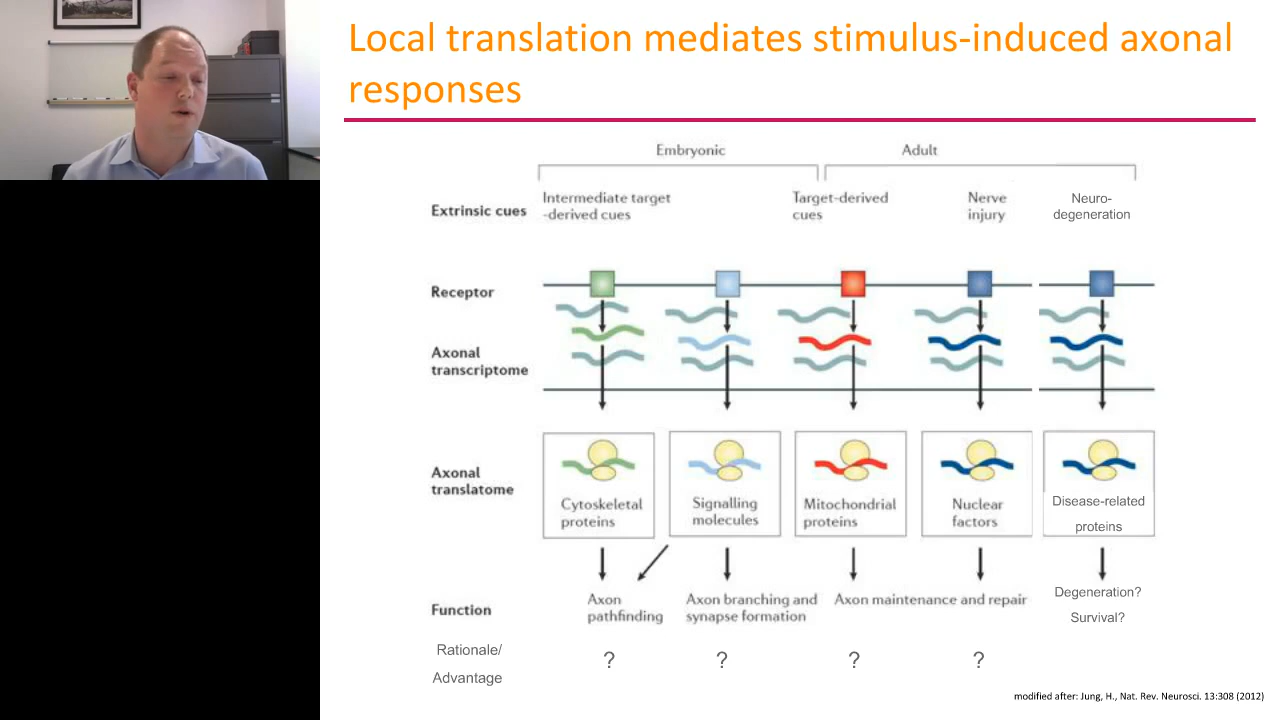 Local translation mediates stimulus-induced axonal
responses
Embryonic
Adult
Extrinsic cues
Intermediate target
-derived cues
Target-derived
cues
Nerve
injury
Neuro-
degeneration
Receptor
Axonal
transcriptome
Axonal
translatome
Cytoskeletal
proteins
Signalling
molecules
Mitochondrial
proteins
Nuclear
factors
Disease-related
proteins
Function
Axon
pathfinding
Axon branching and
synapse formation
Axon maintenance and repair
Degeneration?
Survival?
Rationale/
Advantage
?
?
?
?
modified after: Jung, H., Nat. Rev. Neurosci. 13:308 (2012)